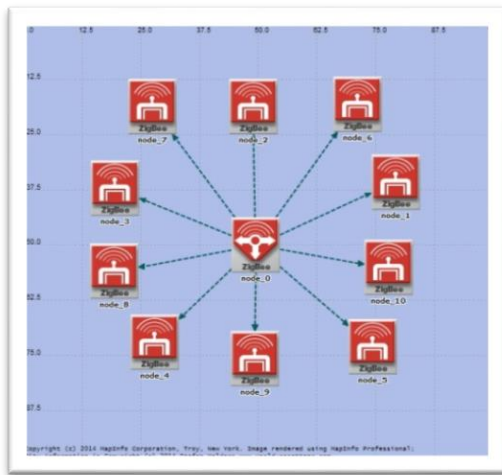 .0 12.5 25.0 37.5 50.0 62.5 75.0 87.5
12.5
ZigBee ZigBee ZigBee
node_7 node_2 node_6
25.0
37.5
ZigBee ZigBee
node_3 node_1
ZigBee
node_0
ZigBee ZigBee
node_8 node_10
62.5
ZigBee ZigBee ZigBee
node_4 node_9 node_5
75.0
87.5
opyright (c) 2014 MapInfo Corporation, Troy, New York. Image rendered using MapInfo Professional;